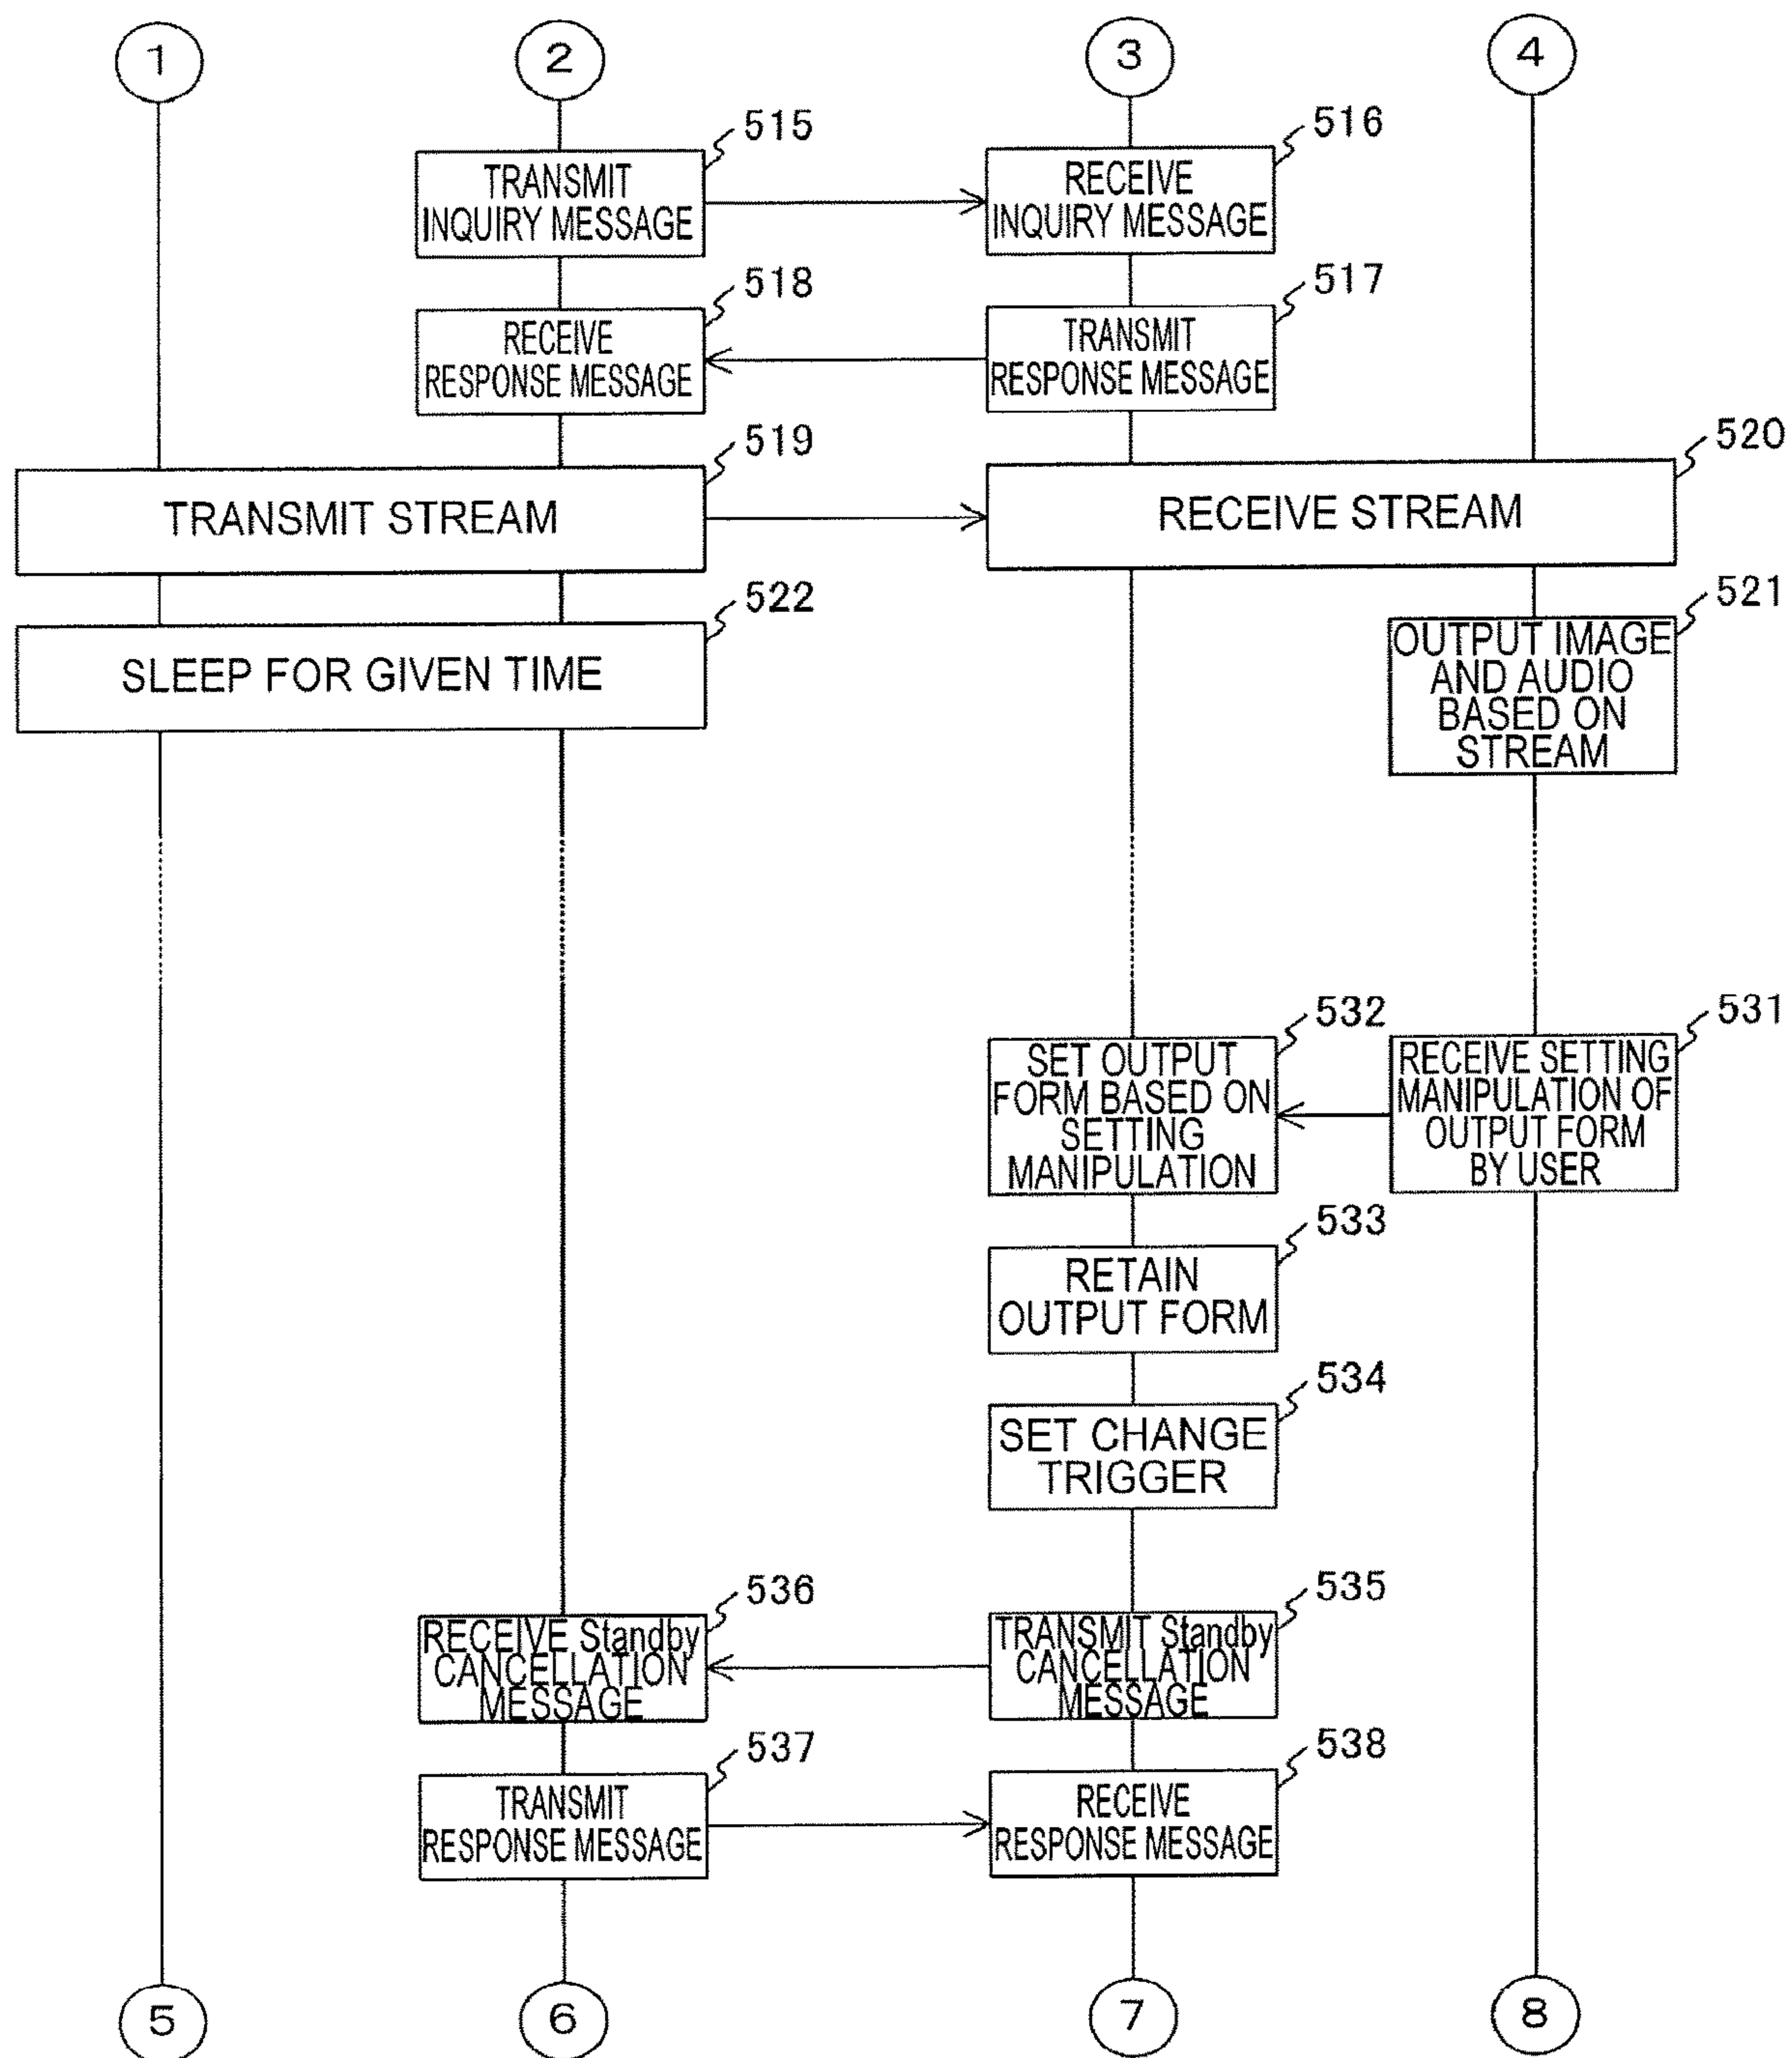 1
2
3
4
515
516
TRANSMIT
INQUIRY MESSAGE
RECEIVE
INQUIRY MESSAGE
518
517
RECEIVE
RESPONSE MESSAGE
TRANSMIT
RESPONSE MESSAGE
519
520
TRANSMIT STREAM
RECEIVE STREAM
522
521
SLEEP FOR GIVEN TIME
OUTPUT IMAGE
AND AUDIO
BASED ON
STREAM
532
531
SET OUTPUT
FORM BASED ON
SETTING
MANIPULATION
RECEIVE SETTING
MANIPULATION OF
OUTPUT FORM
BY USER
533
RETAIN
OUTPUT FORM
534
SET CHANGE
TRIGGER
536
535
RECEIVE Standby
CANCELLATION
MESSAGE
TRANSMIT Standby
CANCELLATION
MESSAGE
537
538
TRANSMIT
RESPONSE MESSAGE
RECEIVE
RESPONSE MESSAGE
5
6
7
8